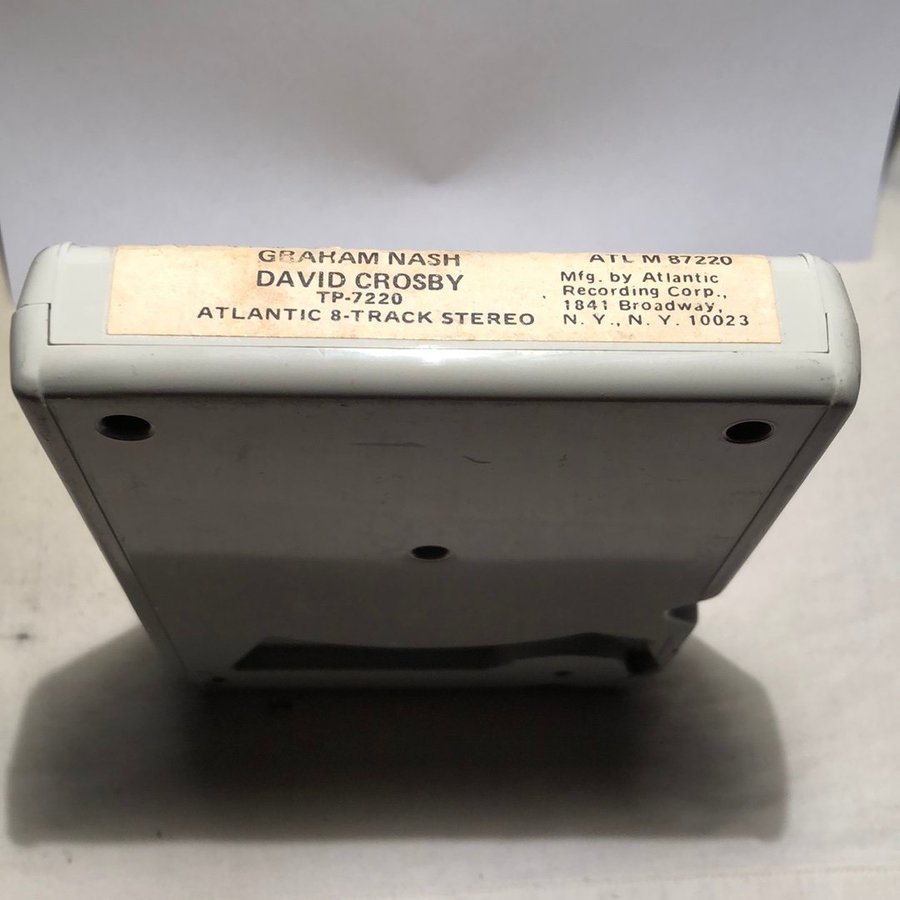 GRAHAM NASH
DAVID CROSBY
TP-7220
ATLANTIC 8-TRACK STEREO
ATL M 87220
Mfg. by Atlantic
Recording Corp.,
1841 Broadway,
N. Y., N. Y. 10023